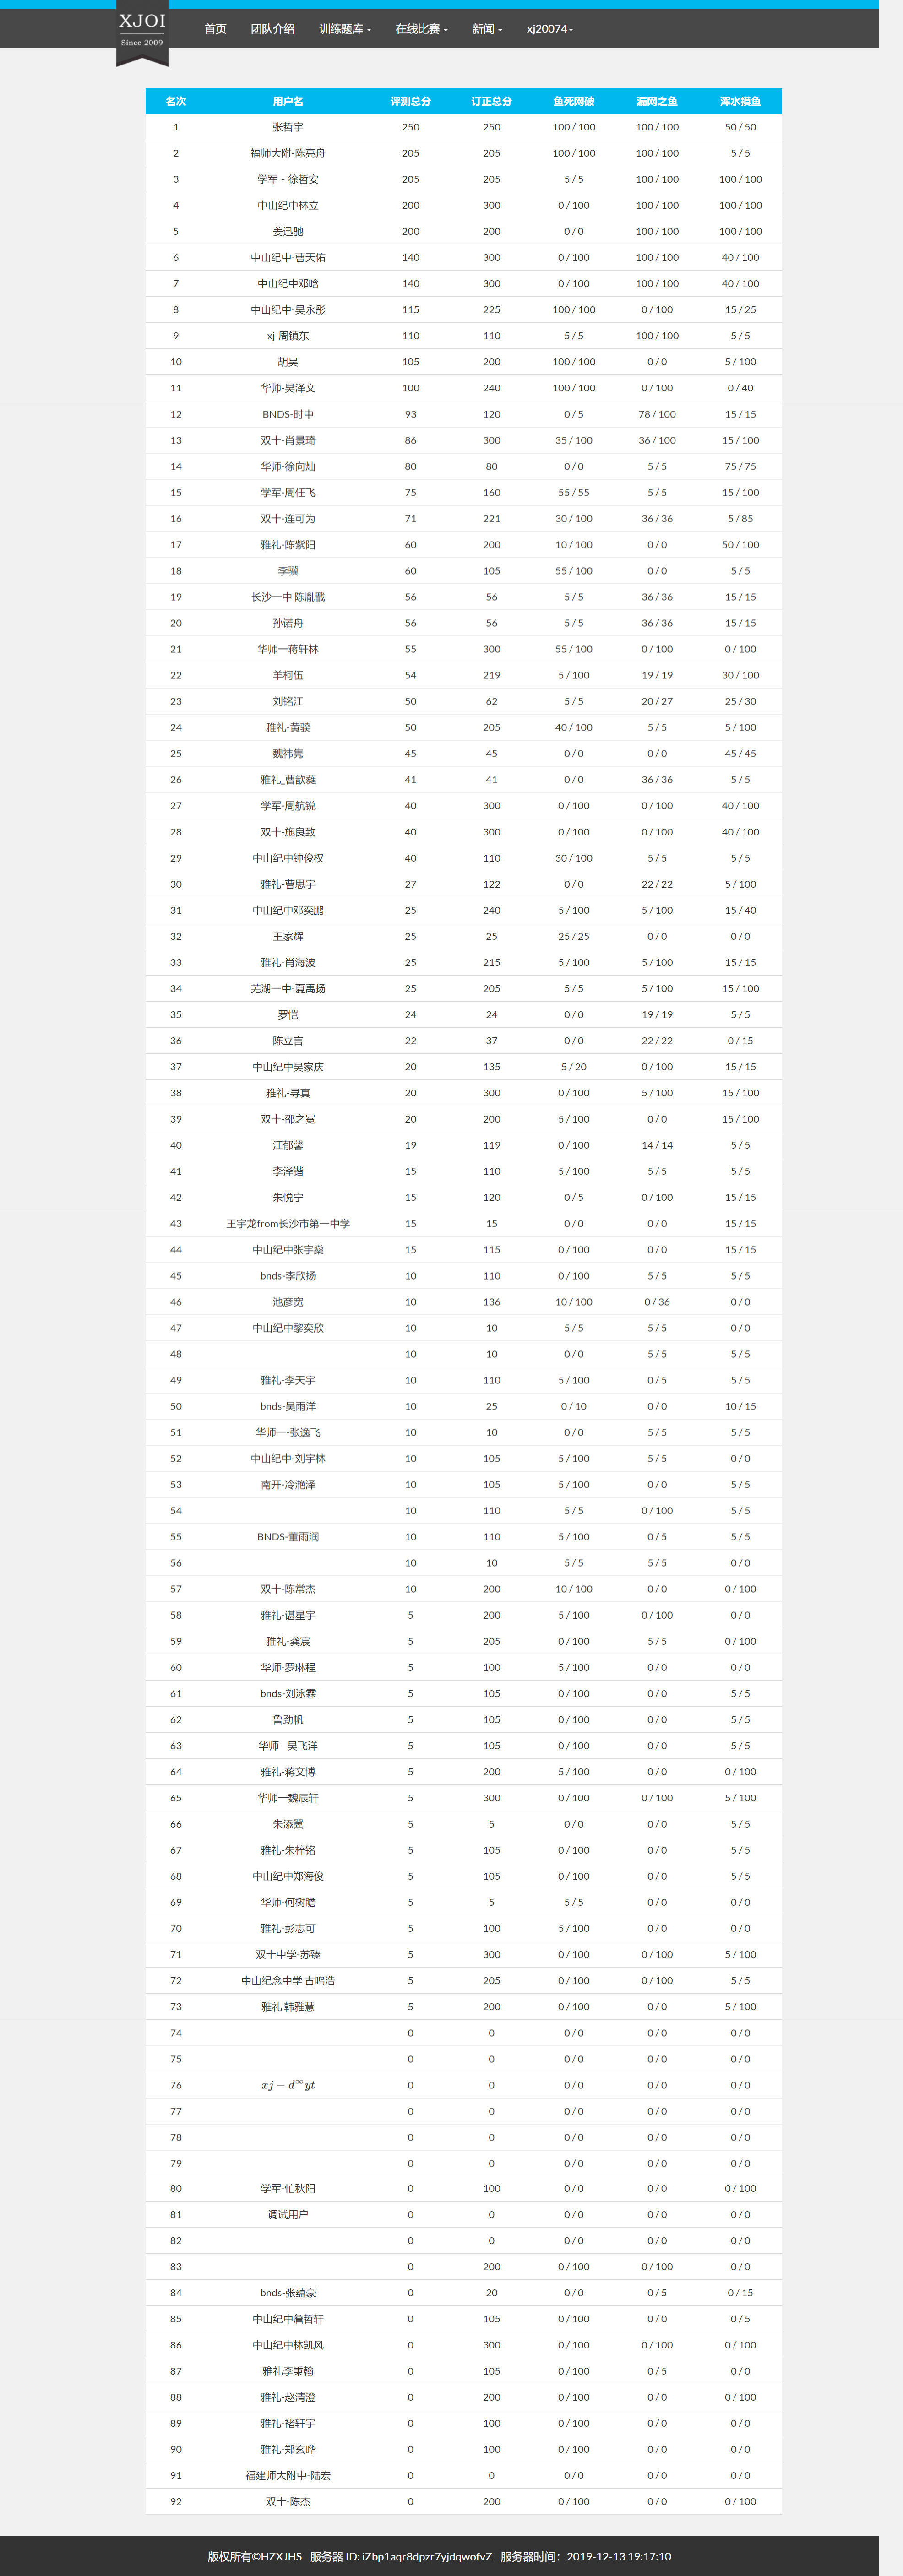 XJOI
Since 2009
首页 团队介绍 训练题库 在线比赛 新闻 xj20074
名次 用户名 评测总分 订正总分 鱼死网破 漏网之鱼 浑水摸鱼
1 张哲宇 250 250 100 / 100 100 / 100 50 / 50
2 福师大附-陈亮舟 205 205 100 / 100 100 / 100 5 / 5
3 学军 - 徐哲安 205 205 5 / 5 100 / 100 100 / 100
4 中山纪中林立 200 300 0 / 100 100 / 100 100 / 100
5 姜迅驰 200 200 0 / 0 100 / 100 100 / 100
6 中山纪中-曹天佑 140 300 0 / 100 100 / 100 40 / 100
7 中山纪中邓晗 140 300 0 / 100 100 / 100 40 / 100
8 中山纪中-吴永彤 115 225 100 / 100 0 / 100 15 / 25
9 xj-周镇东 110 110 5 / 5 100 / 100 5 / 5
10 胡昊 105 200 100 / 100 0 / 0 5 / 100
11 华师-吴泽文 100 240 100 / 100 0 / 100 0 / 40
12 BNDS-时中 93 120 0 / 5 78 / 100 15 / 15
13 双十-肖景琦 86 300 35 / 100 36 / 100 15 / 100
14 华师-徐向灿 80 80 0 / 0 5 / 5 75 / 75
15 学军-周任飞 75 160 55 / 55 5 / 5 15 / 100
16 双十-连可为 71 221 30 / 100 36 / 36 5 / 85
17 雅礼-陈紫阳 60 200 10 / 100 0 / 0 50 / 100
18 李骥 60 105 55 / 100 0 / 0 5 / 5
19 长沙一中 陈胤戬 56 56 5 / 5 36 / 36 15 / 15
20 孙诺舟 56 56 5 / 5 36 / 36 15 / 15
21 华师一蒋轩林 55 300 55 / 100 0 / 100 0 / 100
22 羊柯伍 54 219 5 / 100 19 / 19 30 / 100
23 刘铭江 50 62 5 / 5 20 / 27 25 / 30
24 雅礼-黄骏 50 205 40 / 100 5 / 5 5 / 100
25 魏祎隽 45 45 0 / 0 0 / 0 45 / 45
26 雅礼_曹歆蕤 41 41 0 / 0 36 / 36 5 / 5
27 学军-周航锐 40 300 0 / 100 0 / 100 40 / 100
28 双十-施良致 40 300 0 / 100 0 / 100 40 / 100
29 中山纪中钟俊权 40 110 30 / 100 5 / 5 5 / 5
30 雅礼-曹思宇 27 122 0 / 0 22 / 22 5 / 100
31 中山纪中邓奕鹏 25 240 5 / 100 5 / 100 15 / 40
32 王家辉 25 25 25 / 25 0 / 0 0 / 0
33 雅礼-肖海波 25 215 5 / 100 5 / 100 15 / 15
34 芜湖一中-夏禹扬 25 205 5 / 5 5 / 100 15 / 100
35 罗恺 24 24 0 / 0 19 / 19 5 / 5
36 陈立言 22 37 0 / 0 22 / 22 0 / 15
37 中山纪中吴家庆 20 135 5 / 20 0 / 100 15 / 15
38 雅礼-寻真 20 300 0 / 100 5 / 100 15 / 100
39 双十-邵之冕 20 200 5 / 100 0 / 0 15 / 100
40 江郁馨 19 119 0 / 100 14 / 14 5 / 5
41 李泽锴 15 110 5 / 100 5 / 5 5 / 5
42 朱悦宁 15 120 0 / 5 0 / 100 15 / 15
43 王宇龙from长沙市第一中学 15 15 0 / 0 0 / 0 15 / 15
44 中山纪中张宇燊 15 115 0 / 100 0 / 0 15 / 15
45 bnds-李欣扬 10 110 0 / 100 5 / 5 5 / 5
46 池彦宽 10 136 10 / 100 0 / 36 0 / 0
47 中山纪中黎奕欣 10 10 5 / 5 5 / 5 0 / 0
48 10 10 0 / 0 5 / 5 5 / 5
49 雅礼-李天宇 10 110 5 / 100 0 / 5 5 / 5
50 bnds-吴雨洋 10 25 0 / 10 0 / 0 10 / 15
51 华师一-张逸飞 10 10 0 / 0 5 / 5 5 / 5
52 中山纪中-刘宇林 10 105 5 / 100 5 / 5 0 / 0
53 南开-冷滟泽 10 105 5 / 100 0 / 0 5 / 5
54 10 110 5 / 5 0 / 100 5 / 5
55 BNDS-董雨润 10 110 5 / 100 0 / 5 5 / 5
56 10 10 5 / 5 5 / 5 0 / 0
57 双十-陈常杰 10 200 10 / 100 0 / 0 0 / 100
58 雅礼-谌星宇 5 200 5 / 100 0 / 100 0 / 0
59 雅礼-龚宸 5 205 0 / 100 5 / 5 0 / 100
60 华师-罗琳程 5 100 5 / 100 0 / 0 0 / 0
61 bnds-刘泳霖 5 105 0 / 100 0 / 0 5 / 5
62 鲁劲帆 5 105 0 / 100 0 / 0 5 / 5
63 华师—吴飞洋 5 105 0 / 100 0 / 0 5 / 5
64 雅礼-蒋文博 5 200 5 / 100 0 / 0 0 / 100
65 华师一魏辰轩 5 300 0 / 100 0 / 100 5 / 100
66 朱添翼 5 5 0 / 0 0 / 0 5 / 5
67 雅礼-朱梓铭 5 105 0 / 100 0 / 0 5 / 5
68 中山纪中郑海俊 5 105 0 / 100 0 / 0 5 / 5
69 华师-何树瞻 5 5 5 / 5 0 / 0 0 / 0
70 雅礼-彭志可 5 100 5 / 100 0 / 0 0 / 0
71 双十中学-苏臻 5 300 0 / 100 0 / 100 5 / 100
72 中山纪念中学 古鸣浩 5 205 0 / 100 0 / 100 5 / 5
73 雅礼 韩雅慧 5 200 0 / 100 0 / 0 5 / 100
74 0 0 0 / 0 0 / 0 0 / 0
75 0 0 0 / 0 0 / 0 0 / 0
76 xj − d^∞yt 0 0 0 / 0 0 / 0 0 / 0
77 0 0 0 / 0 0 / 0 0 / 0
78 0 0 0 / 0 0 / 0 0 / 0
79 0 0 0 / 0 0 / 0 0 / 0
80 学军-忙秋阳 0 100 0 / 0 0 / 0 0 / 100
81 调试用户 0 0 0 / 0 0 / 0 0 / 0
82 0 0 0 / 0 0 / 0 0 / 0
83 0 200 0 / 100 0 / 100 0 / 0
84 bnds-张蕴豪 0 20 0 / 0 0 / 5 0 / 15
85 中山纪中詹哲轩 0 105 0 / 100 0 / 0 0 / 5
86 中山纪中林凯风 0 300 0 / 100 0 / 100 0 / 100
87 雅礼李秉翰 0 105 0 / 100 0 / 5 0 / 0
88 雅礼-赵清澄 0 200 0 / 100 0 / 0 0 / 100
89 雅礼-褚轩宇 0 100 0 / 100 0 / 0 0 / 0
90 雅礼-郑玄晔 0 100 0 / 100 0 / 0 0 / 0
91 福建师大附中-陆宏 0 0 0 / 0 0 / 0 0 / 0
92 双十-陈杰 0 200 0 / 100 0 / 0 0 / 100
版权所有©HZXJHS 服务器 ID: iZbp1aqr8dpzr7yjdqwofvZ 服务器时间：2019-12-13 19:17:10